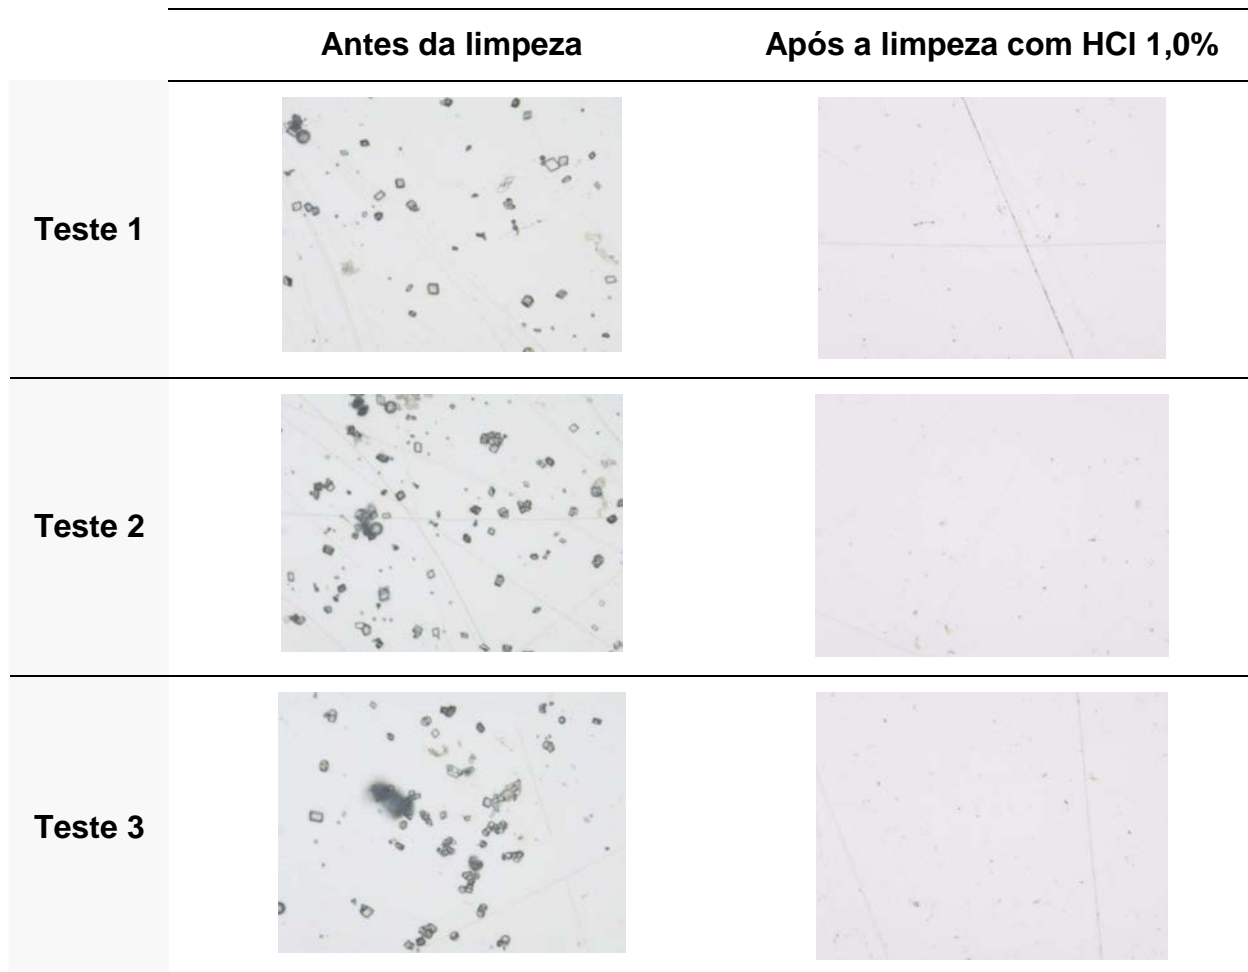 Antes da limpeza
Após a limpeza com HCl 1,0%
Teste 1
Teste 2
Teste 3